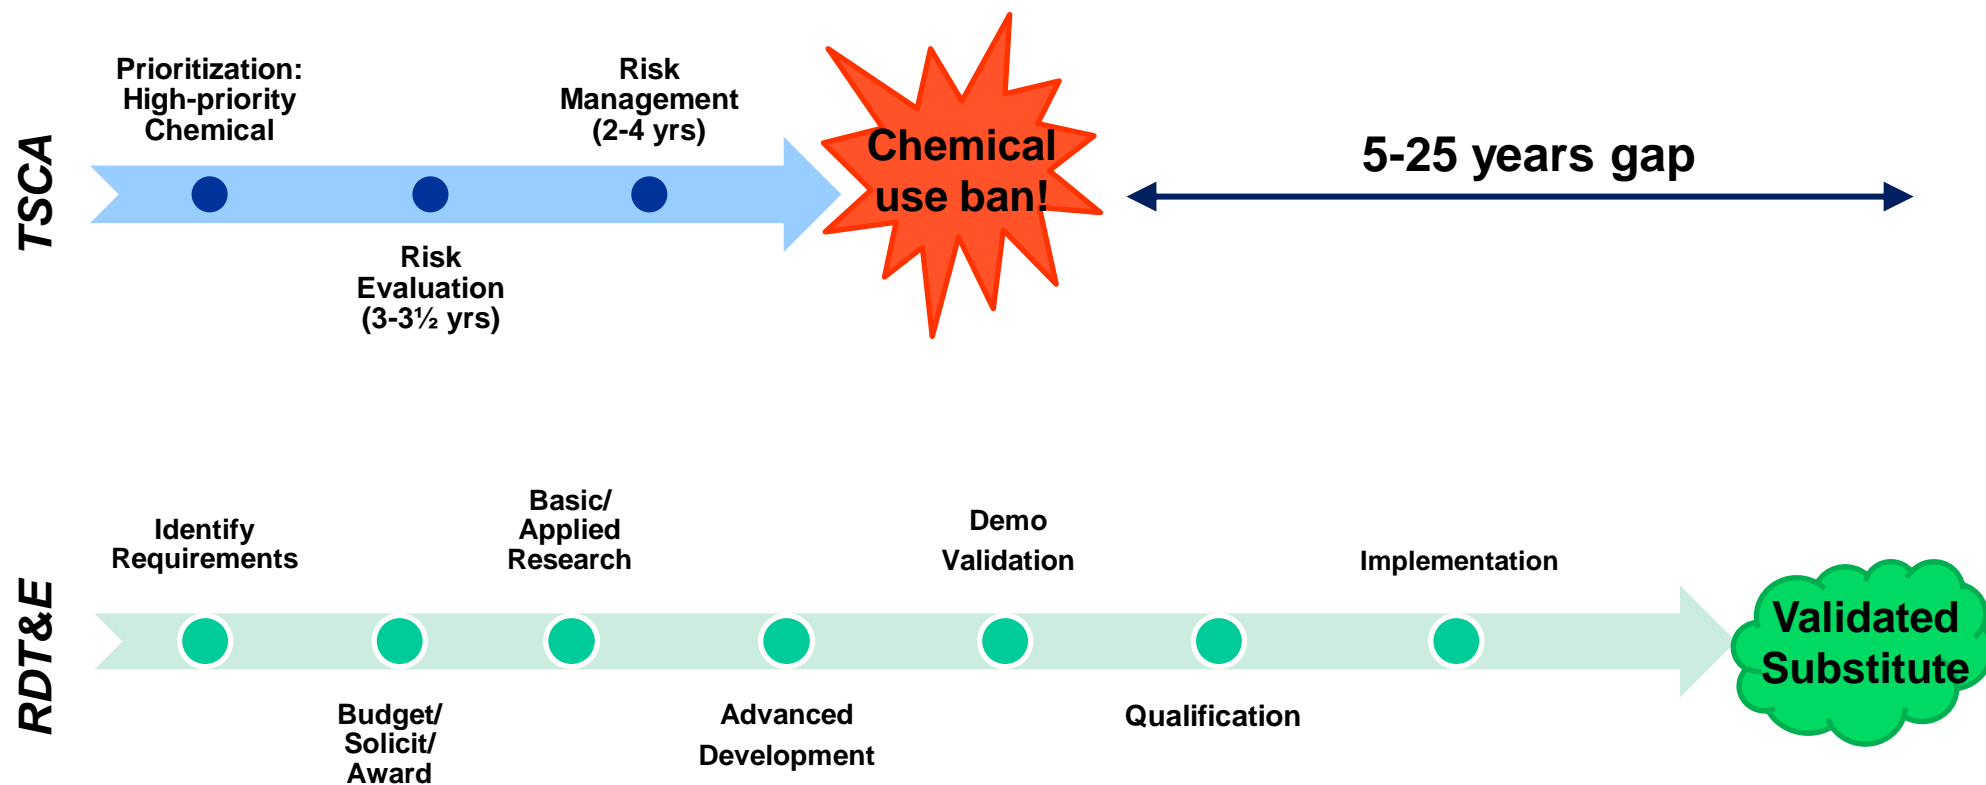 TSCA
Prioritization:
High-priority
Chemical
Risk
Evaluation
(3-3½ yrs)
Risk
Management
(2-4 yrs)
Chemical
use ban!
5-25 years gap
RDT&E
Identify
Requirements
Budget/
Solicit/
Award
Basic/
Applied
Research
Advanced
Development
Demo
Validation
Qualification
Implementation
Validated
Substitute